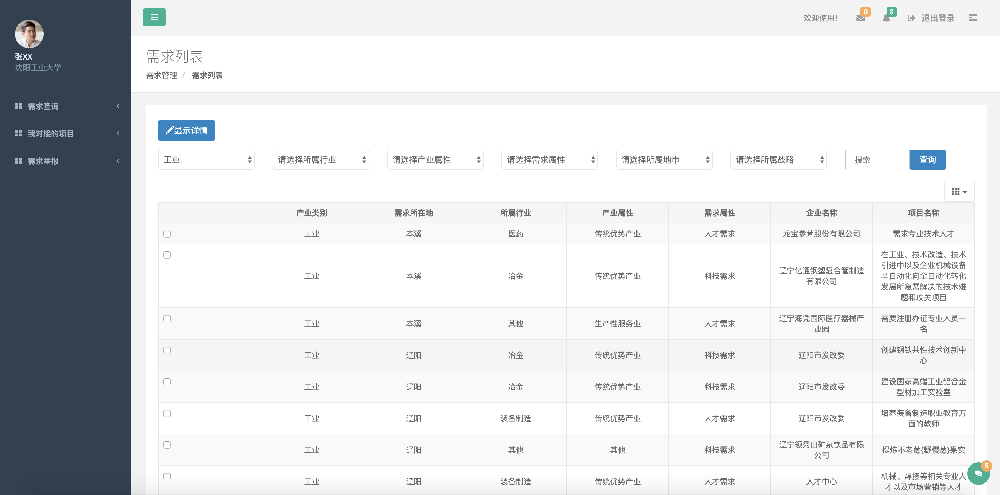 张XX
沈阳工业大学
需求查询
我对接的项目
需求举报
欢迎使用！
0
8
退出登录
需求列表
需求管理 / 需求列表
显示详情
工业
请选择所属行业
请选择产业属性
请选择需求属性
请选择所属地市
请选择所属战略
搜索
查询
产业类别 需求所在地 所属行业 产业属性 需求属性 企业名称 项目名称
工业 本溪 医药 传统优势产业 人才需求 龙宝参茸股份有限公司 需求专业技术人才
工业 本溪 冶金 传统优势产业 科技需求
辽宁亿通钢塑复合管制造
有限公司
在工业、技术改造、技术
引进中以及企业机械设备
半自动化向全自动化转化
发展所急需解决的技术难
题和攻关项目
工业 本溪 其他 生产性服务业 人才需求
辽宁海凭国际医疗器械产
业园
需要注册办证专业人员一
名
工业 辽阳 冶金 传统优势产业 科技需求 辽阳市发改委
创建钢铁共性技术创新中
心
工业 辽阳 冶金 传统优势产业 科技需求 辽阳市发改委
建设国家高端工业铝合金
型材加工实验室
工业 辽阳 装备制造 传统优势产业 人才需求 辽阳市发改委
培养装备制造职业教育方
面的教师
工业 辽阳 其他 其他 科技需求
辽宁领秀山矿泉饮品有限
公司
提炼不老莓{野樱莓}果实
工业 辽阳 装备制造 传统优势产业 人才需求 人才中心
机械、焊接等相关专业人
才以及市场营销等人才
5